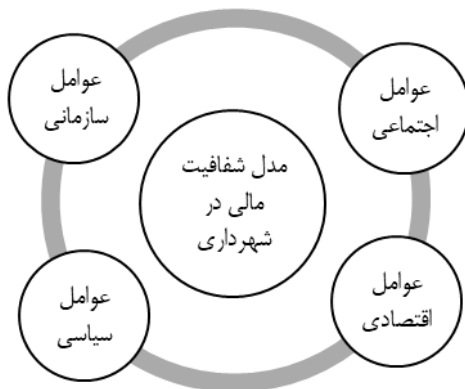 عوامل
اجتماعی
عوامل
سازمانی
مدل شفافیت
مالی در
شهرداری
عوامل
اقتصادی
عوامل
سیاسی